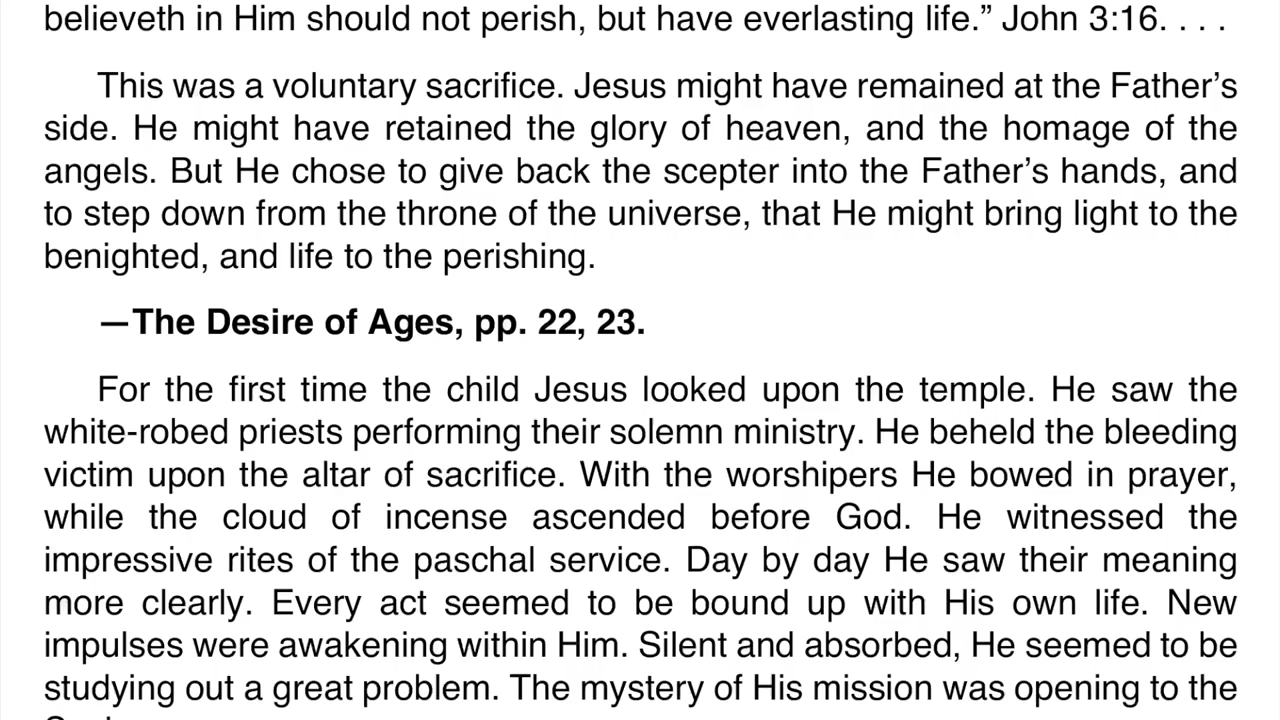 believeth in Him should not perish, but have everlasting life.” John 3:16. . . .
This was a voluntary sacrifice. Jesus might have remained at the Father’s
side. He might have retained the glory of heaven, and the homage of the
angels. But He chose to give back the scepter into the Father’s hands, and
to step down from the throne of the universe, that He might bring light to the
benighted, and life to the perishing.
—The Desire of Ages, pp. 22, 23.
For the first time the child Jesus looked upon the temple. He saw the
white-robed priests performing their solemn ministry. He beheld the bleeding
victim upon the altar of sacrifice. With the worshipers He bowed in prayer,
while the cloud of incense ascended before God. He witnessed the
impressive rites of the paschal service. Day by day He saw their meaning
more clearly. Every act seemed to be bound up with His own life. New
impulses were awakening within Him. Silent and absorbed, He seemed to be
studying out a great problem. The mystery of His mission was opening to the